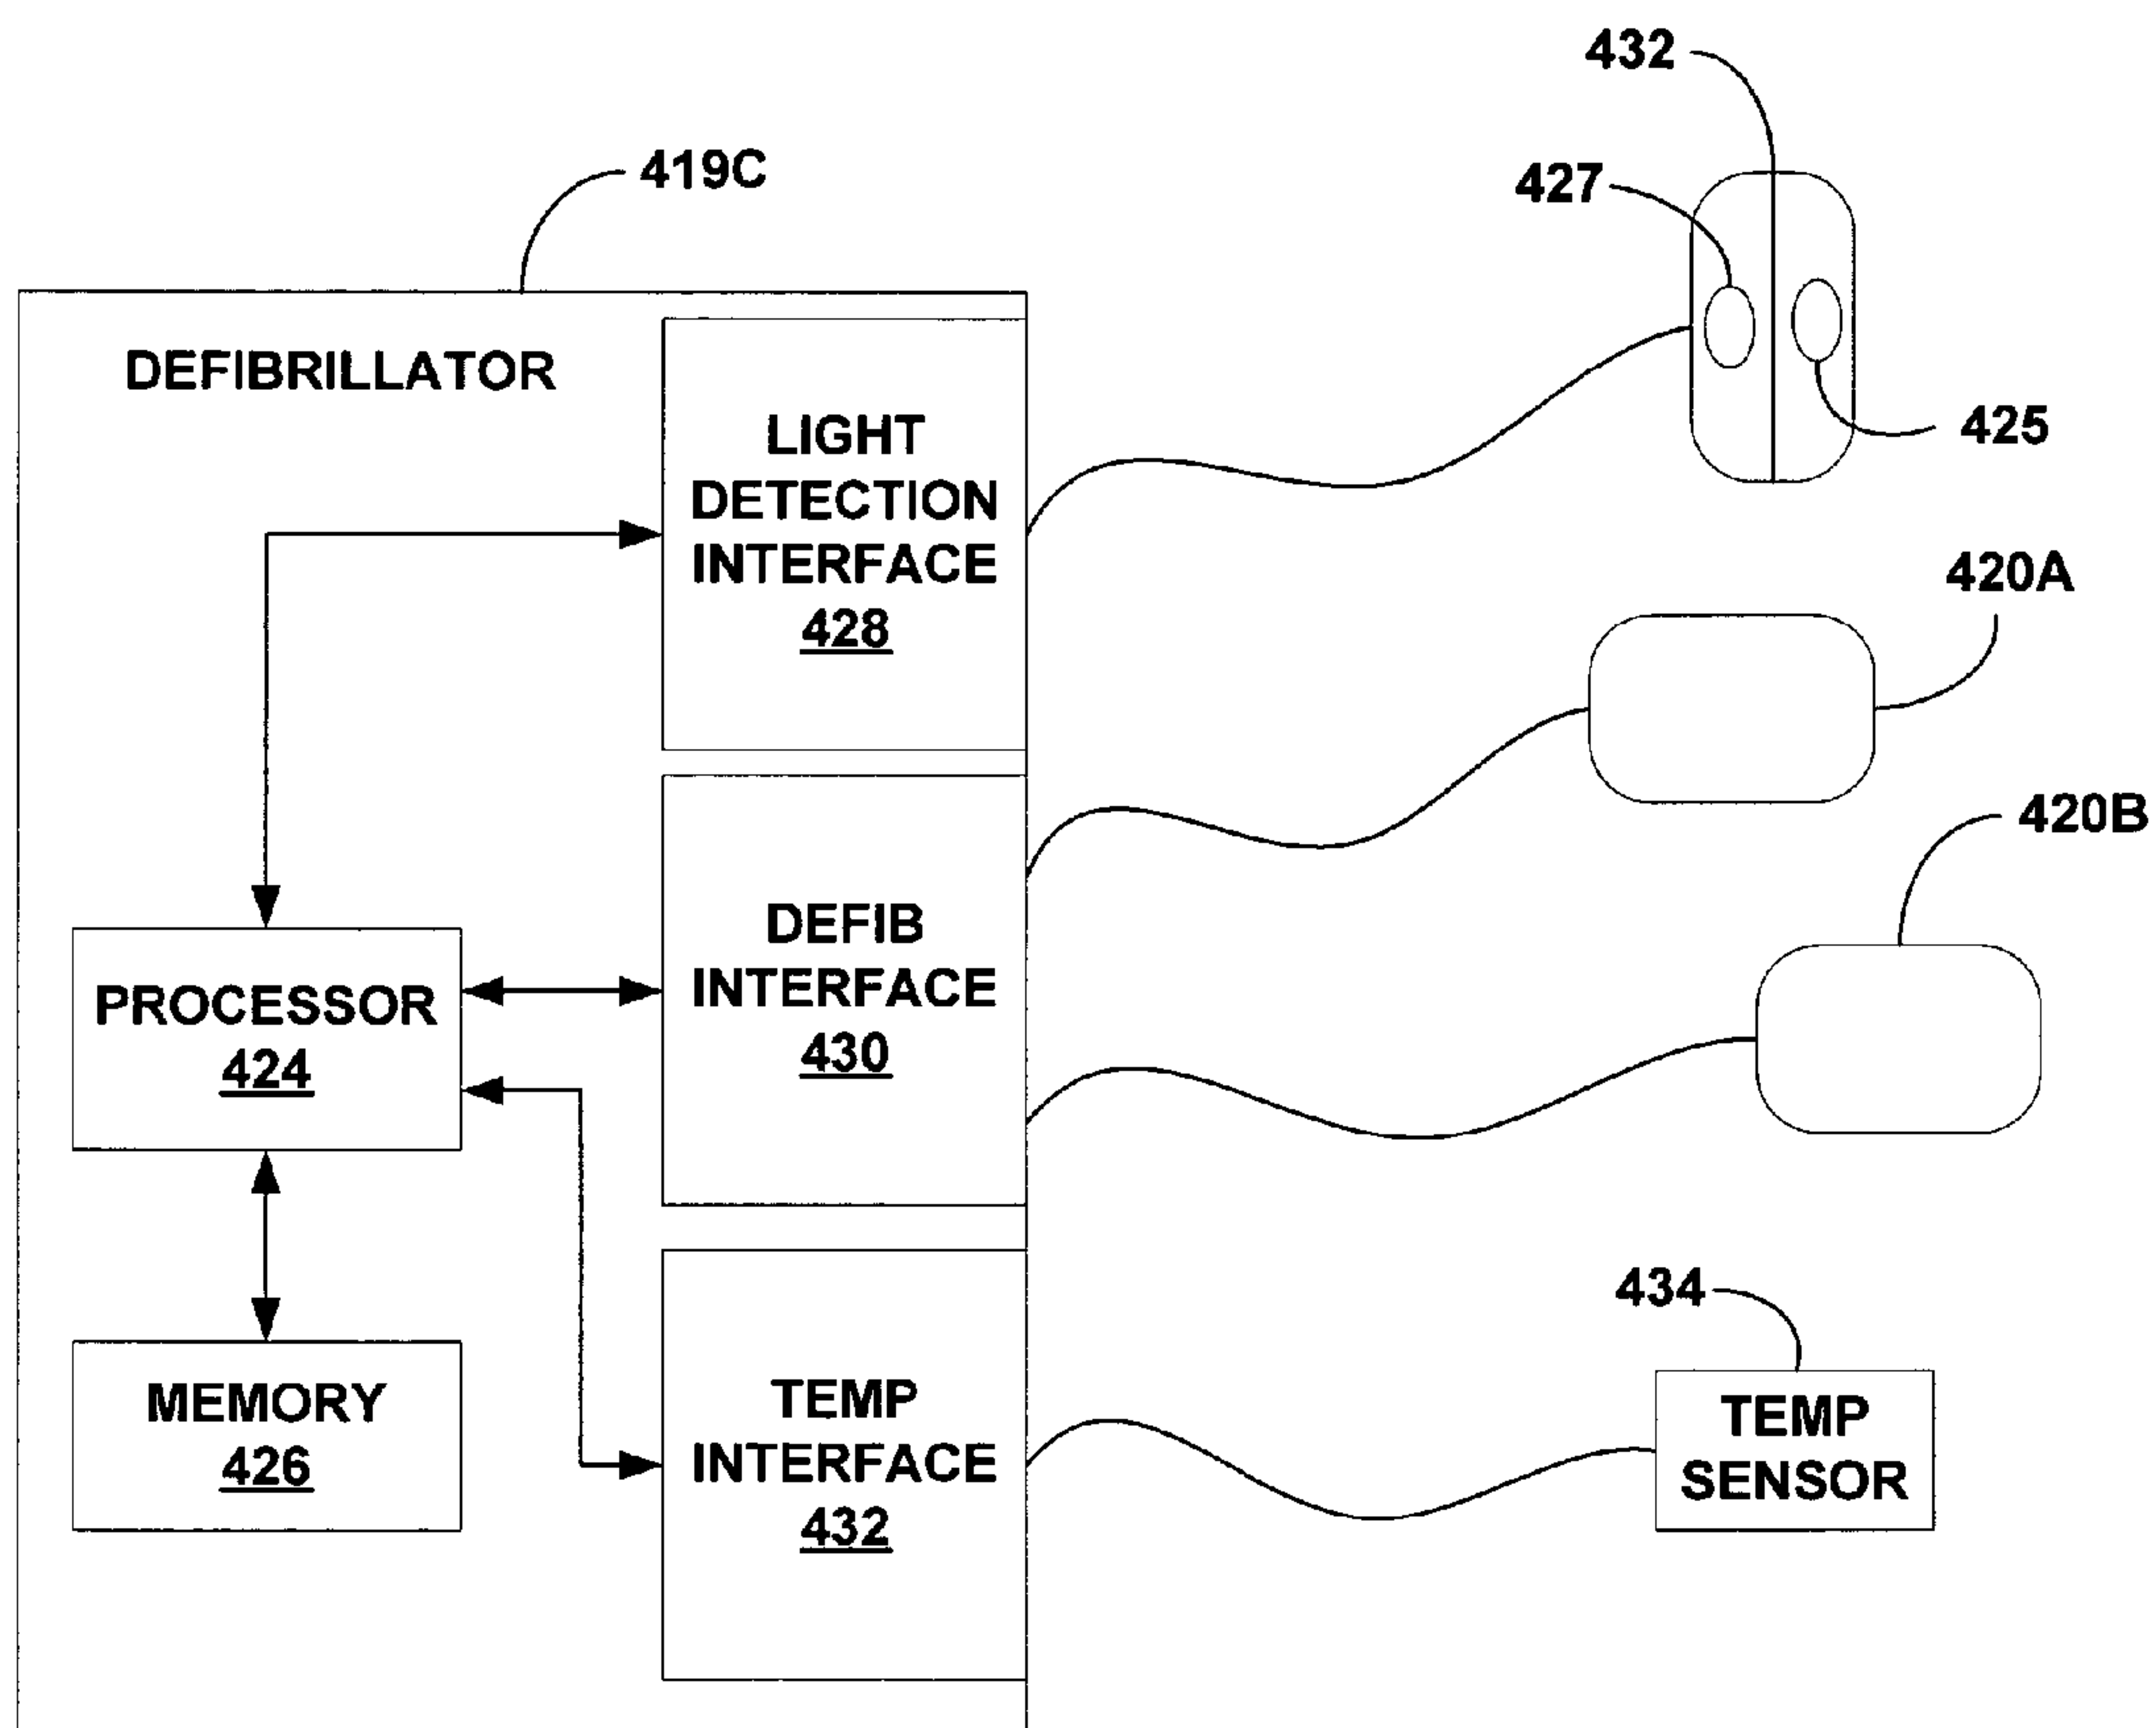 432
419C
427
DEFIBRILLATOR
LIGHT
DETECTION
INTERFACE
428
425
420A
420B
DEFIB
INTERFACE
430
PROCESSOR
424
434
TEMP
INTERFACE
432
MEMORY
426
TEMP
SENSOR